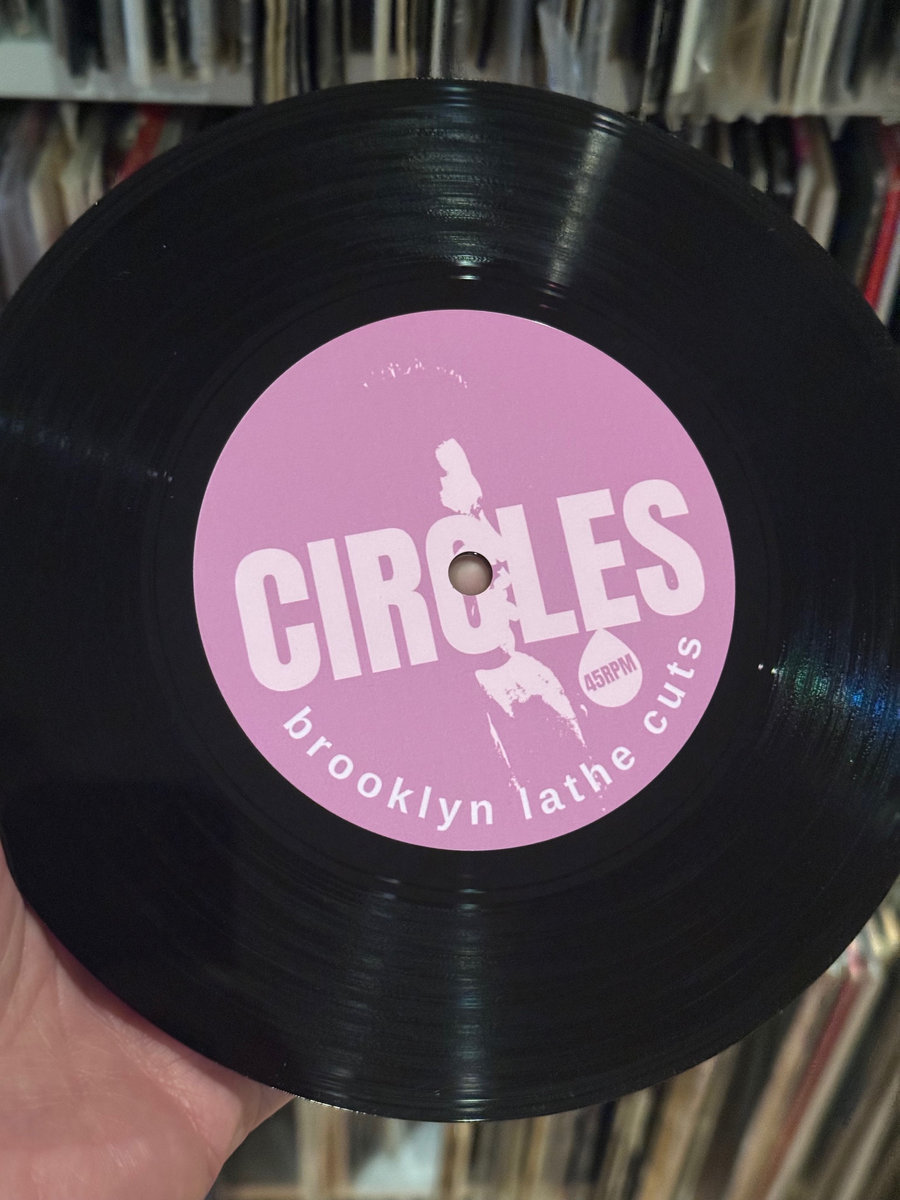 CIRCLES
45RPM
brooklyn lathe cuts